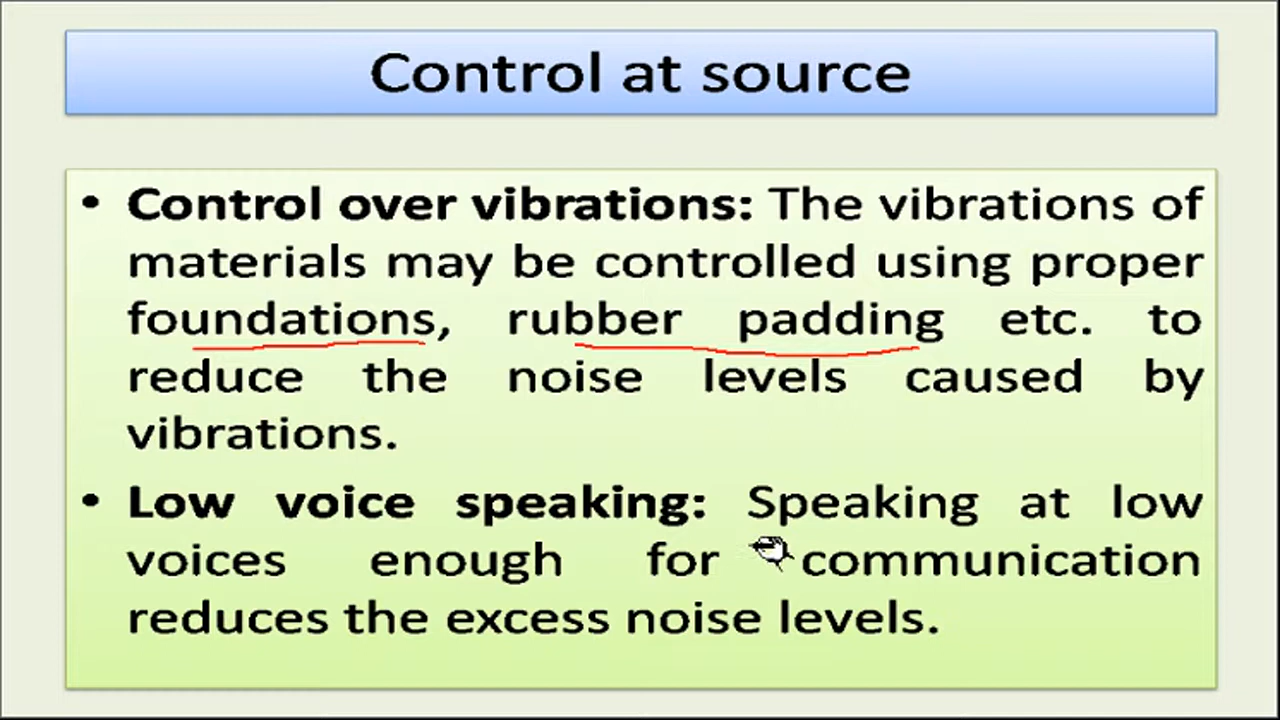 Control at source
• Control over vibrations: The vibrations of
materials may be controlled using proper
foundations, rubber padding etc. to
reduce the noise levels caused by
vibrations.
• Low voice speaking: Speaking at low
voices enough for communication
reduces the excess noise levels.